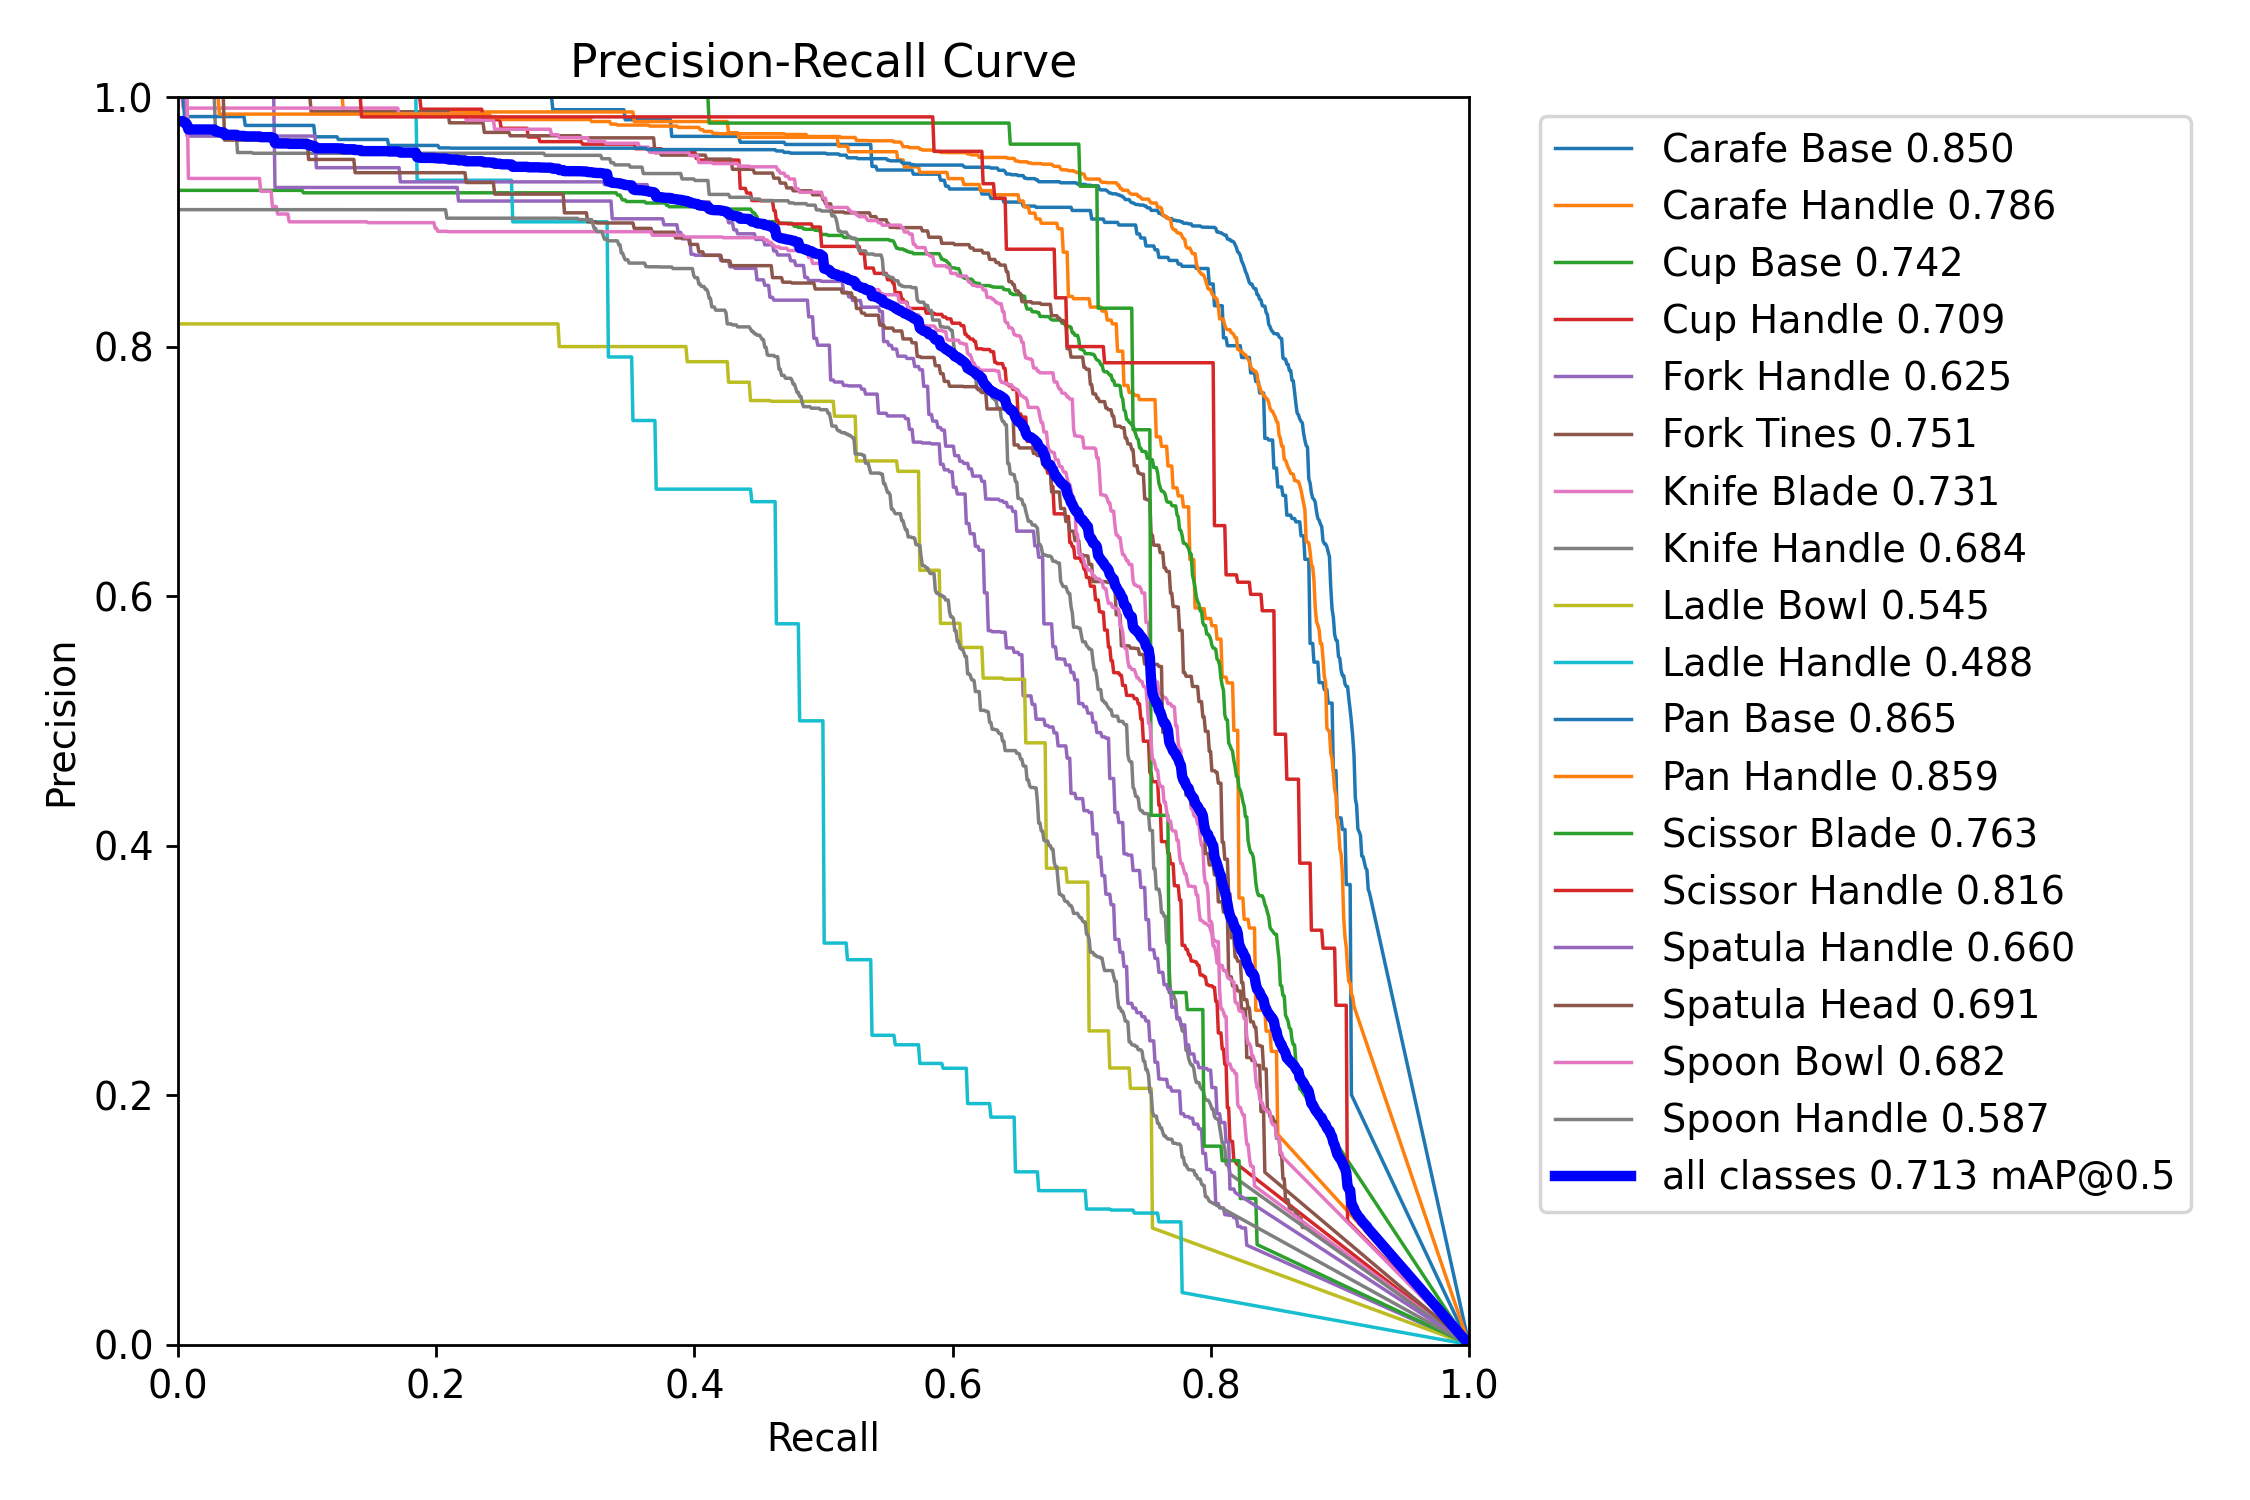 Precision-Recall Curve
1.0
0.8
0.6
0.4
0.2
0.0
Precision
0.0 0.2 0.4 0.6 0.8 1.0
Recall
Carafe Base 0.850
Carafe Handle 0.786
Cup Base 0.742
Cup Handle 0.709
Fork Handle 0.625
Fork Tines 0.751
Knife Blade 0.731
Knife Handle 0.684
Ladle Bowl 0.545
Ladle Handle 0.488
Pan Base 0.865
Pan Handle 0.859
Scissor Blade 0.763
Scissor Handle 0.816
Spatula Handle 0.660
Spatula Head 0.691
Spoon Bowl 0.682
Spoon Handle 0.587
all classes 0.713 mAP@0.5